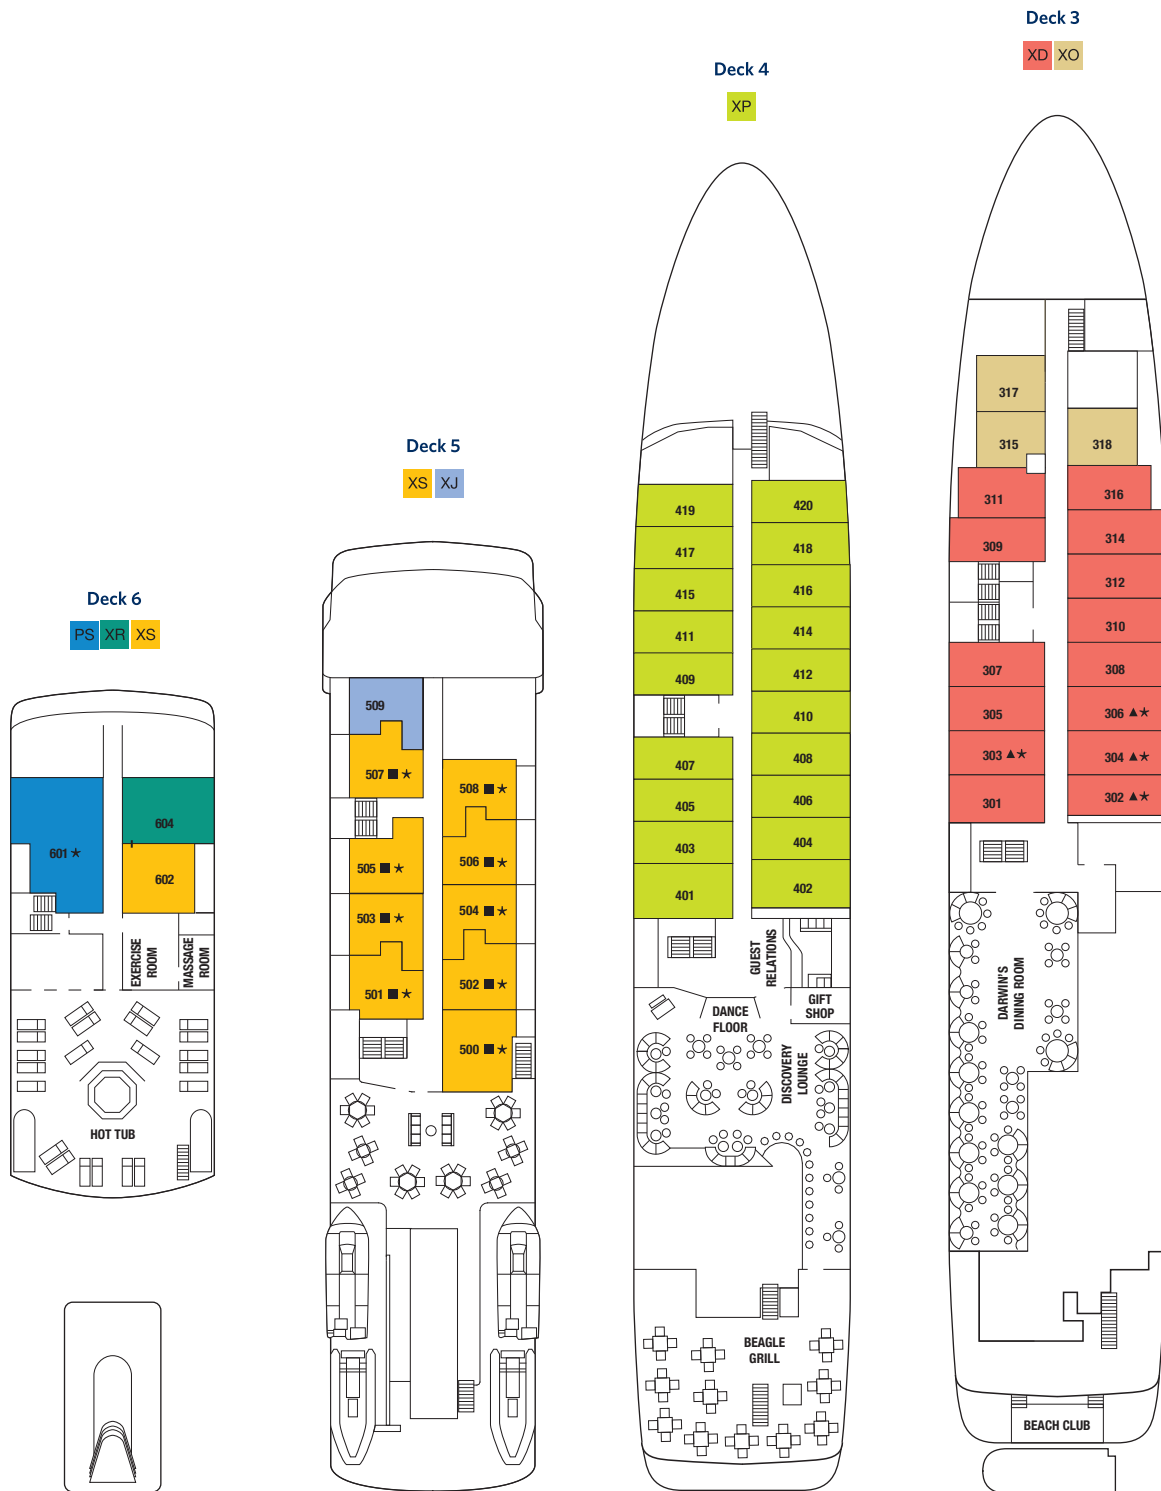 Deck 6
PS XR XS
601
604
602
EXERCISE
ROOM
MASSAGE
ROOM
HOT TUB
Deck 5
XS XJ
509
507
508
505
506
503
504
501
502
500
Deck 4
XP
419
420
417
418
415
416
411
414
409
412
410
407
408
405
406
403
404
401
402
GUEST
RELATIONS
GIFT
SHOP
DANCE
FLOOR
DISCOVERY
LOUNGE
BEAGLE
GRILL
Deck 3
XD XO
317
315
318
311
316
309
314
312
310
307
308
305
306
303
304
301
302
DARWIN'S
DINING ROOM
BEACH CLUB